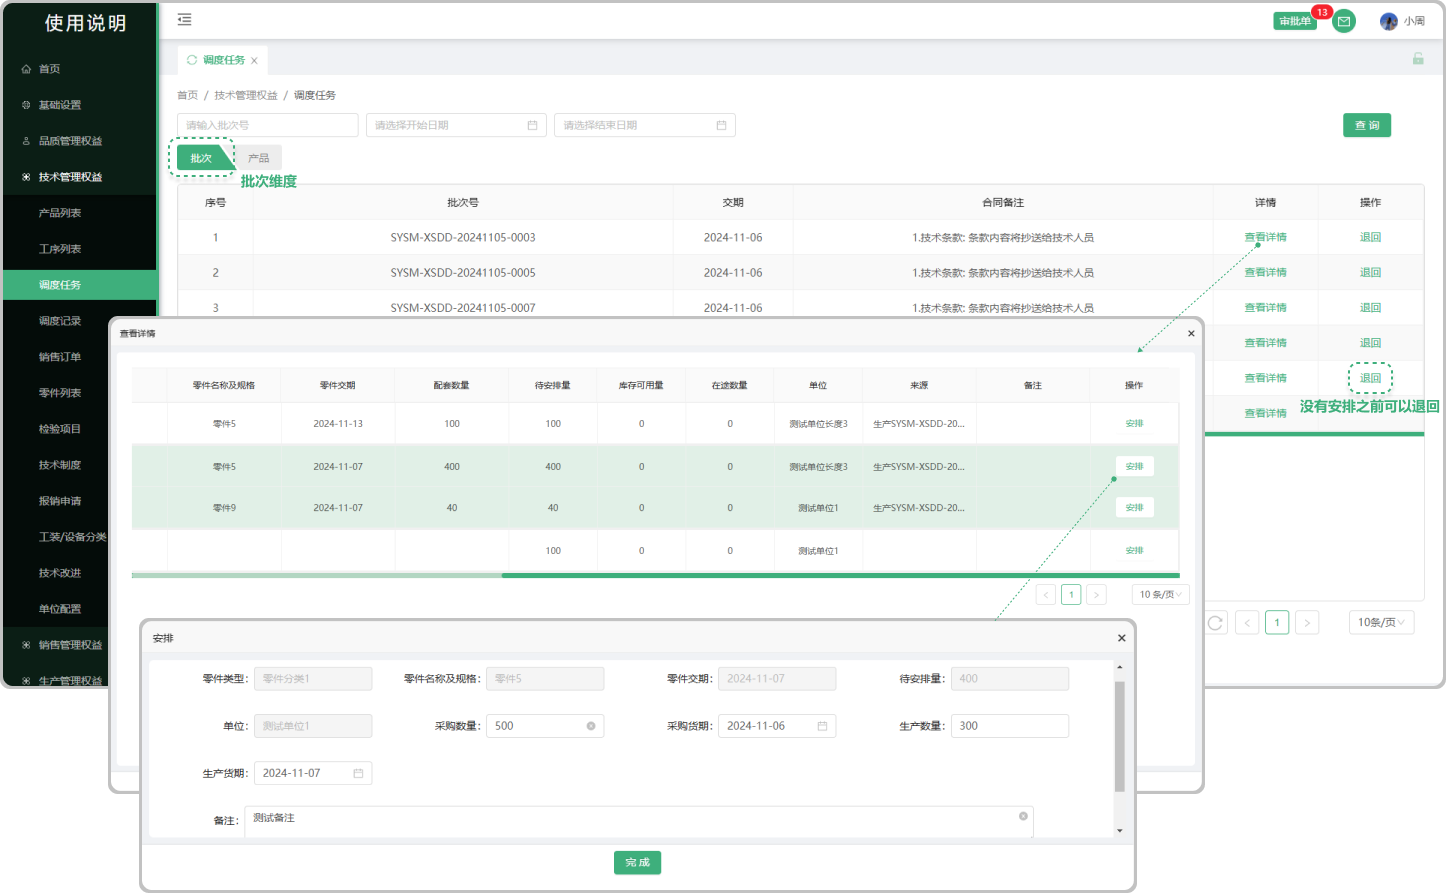 使用说明
首页
基础设置
品质管理权益
技术管理权益
产品列表
工序列表
调度任务
调度记录
销售订单
零件列表
检验项目
技术制度
报销申请
工装/设备分类
技术改进
单位配置
销售管理权益
生产管理权益
审批单 13 小周
调度任务
首页 / 技术管理权益 / 调度任务
请输入批次号 请选择开始日期 请选择结束日期 查 询
批次 产品
批次维度
序号 批次号 交期 合同备注 详情 操作
1 SYSM-XSDD-20241105-0003 2024-11-06 1.技术条款: 条款内容将抄送给技术人员 查看详情 退回
2 SYSM-XSDD-20241105-0005 2024-11-06 1.技术条款: 条款内容将抄送给技术人员 查看详情 退回
3 SYSM-XSDD-20241105-0007 2024-11-06 1.技术条款: 条款内容将抄送给技术人员 查看详情 退回
查看详情 退回
查看详情 退回
查看详情
没有安排之前可以退回
1 10条/页
查看详情
零件名称及规格 零件交期 配套数量 待安排量 库存可用量 在途数量 单位 来源 备注 操作
零件5 2024-11-13 100 100 0 0 测试单位长度3 生产SYSM-XSDD-20... 安排
零件5 2024-11-07 400 400 0 0 测试单位长度3 生产SYSM-XSDD-20... 安排
零件9 2024-11-07 40 40 0 0 测试单位1 生产SYSM-XSDD-20... 安排
100 0 0 测试单位1 安排
1 10 条/页
安排
零件类型: 零件分类1 零件名称及规格: 零件5 零件交期: 2024-11-07 待安排量: 400
单位: 测试单位1 采购数量: 500 采购货期: 2024-11-06 生产数量: 300
生产货期: 2024-11-07
备注: 测试备注
完 成